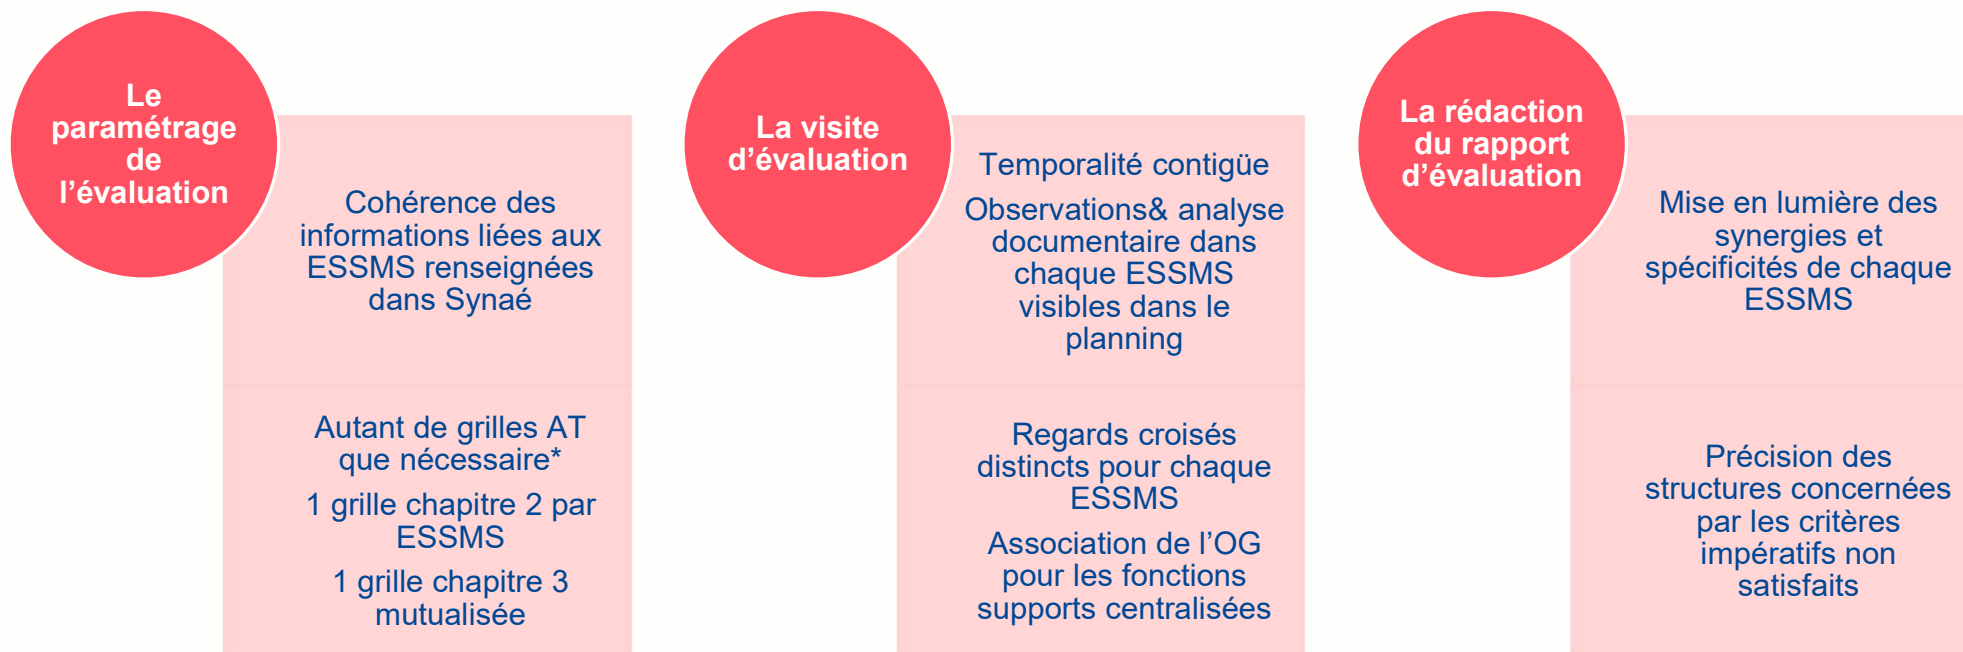 Le
paramétrage
de
l’évaluation
Cohérence des
informations liées aux
ESSMS renseignées
dans Synaé
Autant de grilles AT
que nécessaire*
1 grille chapitre 2 par
ESSMS
1 grille chapitre 3
mutualisée
La visite
d’évaluation
Temporalité contigüe
Observations& analyse
documentaire dans
chaque ESSMS
visibles dans le
planning
Regards croisés
distincts pour chaque
ESSMS
Association de l’OG
pour les fonctions
supports centralisées
La rédaction
du rapport
d’évaluation
Mise en lumière des
synergies et
spécificités de chaque
ESSMS
Précision des
structures concernées
par les critères
impératifs non
satisfaits